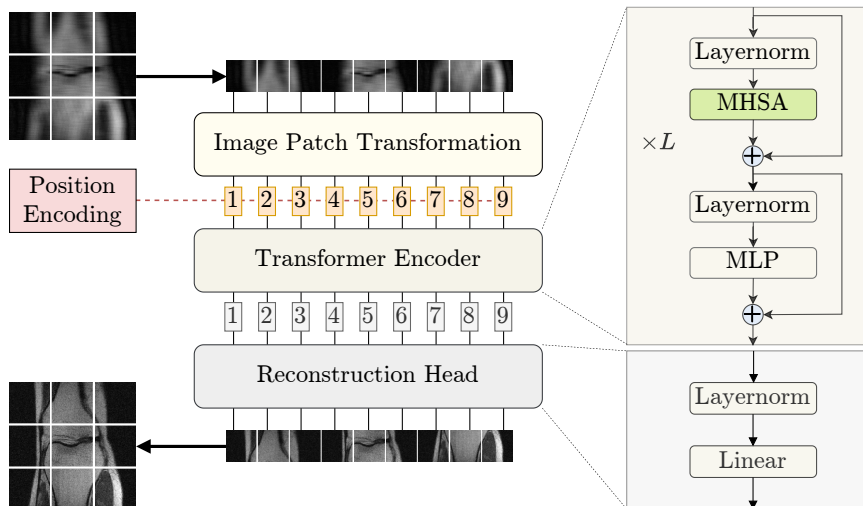 Image Patch Transformation
Position
Encoding
1 2 3 4 5 6 7 8 9
Transformer Encoder
1 2 3 4 5 6 7 8 9
Reconstruction Head
Layernorm
MHSA
×L
Layernorm
MLP
Layernorm
Linear